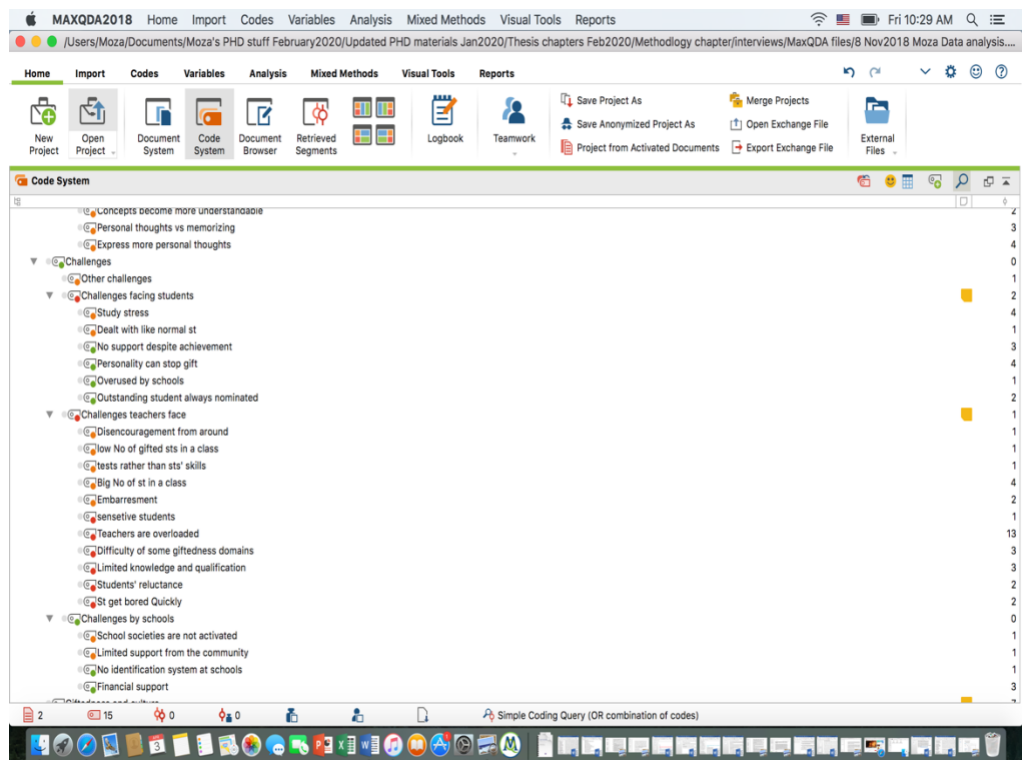 MAXQDA2018 Home Import Codes Variables Analysis Mixed Methods Visual Tools Reports Fri 10:29 AM
/Users/Moza/Documents/Moza's PHD stuff February2020/Updated PHD materials Jan2020/Thesis chapters Feb2020/Methodlogy chapter/interviews/MaxQDA files/8 Nov2018 Moza Data analysis....
Home Import Codes Variables Analysis Mixed Methods Visual Tools Reports
Save Project As Merge Projects
Save Anonymized Project As Open Exchange File
Project from Activated Documents Export Exchange File
New Project Open Project Document System Code System Document Browser Retrieved Segments Logbook Teamwork External Files
Code System
Concepts become more understandable 2
Personal thoughts vs memorizing 3
Express more personal thoughts 4
Challenges 0
Other challenges 1
Challenges facing students 2
Study stress 4
Dealt with like normal st 1
No support despite achievement 3
Personality can stop gift 4
Overused by schools 1
Outstanding student always nominated 2
Challenges teachers face 1
Disencouragement from around 1
low No of gifted sts in a class 1
tests rather than sts' skills 1
Big No of st in a class 4
Embarresment 2
sensetive students 1
Teachers are overloaded 13
Difficulty of some giftedness domains 3
Limited knowledge and qualification 3
Students' reluctance 2
St get bored Quickly 2
Challenges by schools 0
School societies are not activated 1
Limited support from the community 1
No identification system at schools 1
Financial support 3
Giftedness and culture 7
2 15 0 0 Simple Coding Query (OR combination of codes)